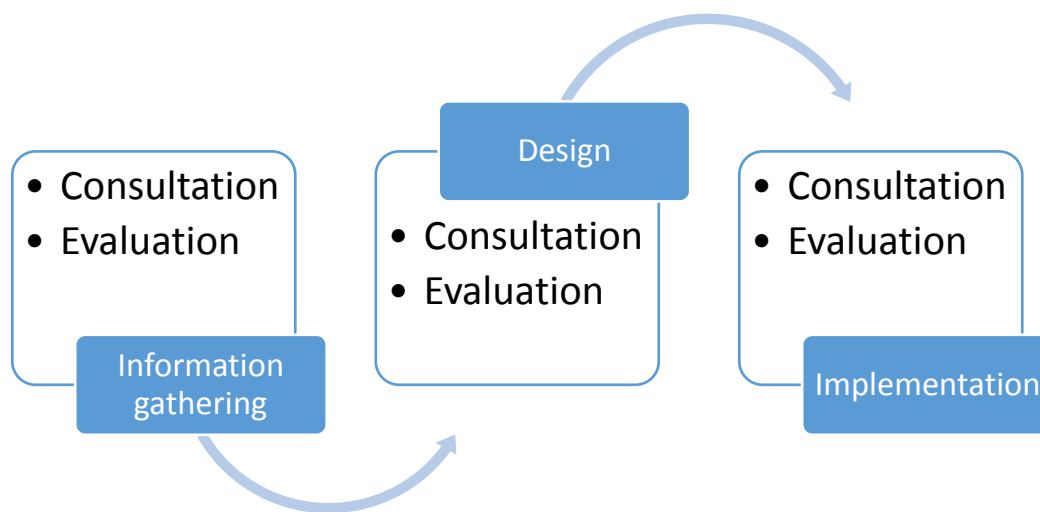 • Consultation
• Evaluation
Information
gathering
Design
• Consultation
• Evaluation
• Consultation
• Evaluation
Implementation